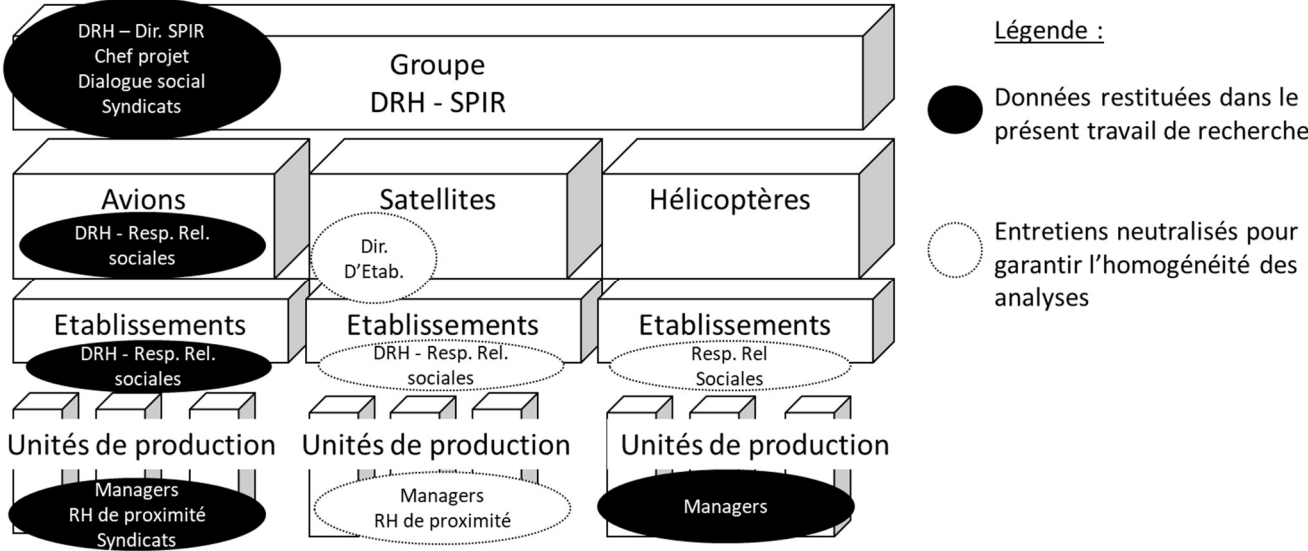 DRH – Dir. SPIR
Chef projet
Dialogue social
Syndicats
Groupe
DRH - SPIR
Légende :
Données restituées dans le
présent travail de recherche
Entretiens neutralisés pour
garantir l’homogénéité des
analyses
Avions
DRH - Resp. Rel.
sociales
Satellites
Dir.
D’Etab.
Hélicoptères
Etablissements
DRH - Resp. Rel.
sociales
Etablissements
DRH - Resp. Rel.
sociales
Etablissements
Resp. Rel
Sociales
Unités de production
Managers
RH de proximité
Syndicats
Unités de production
Managers
RH de proximité
Unités de production
Managers